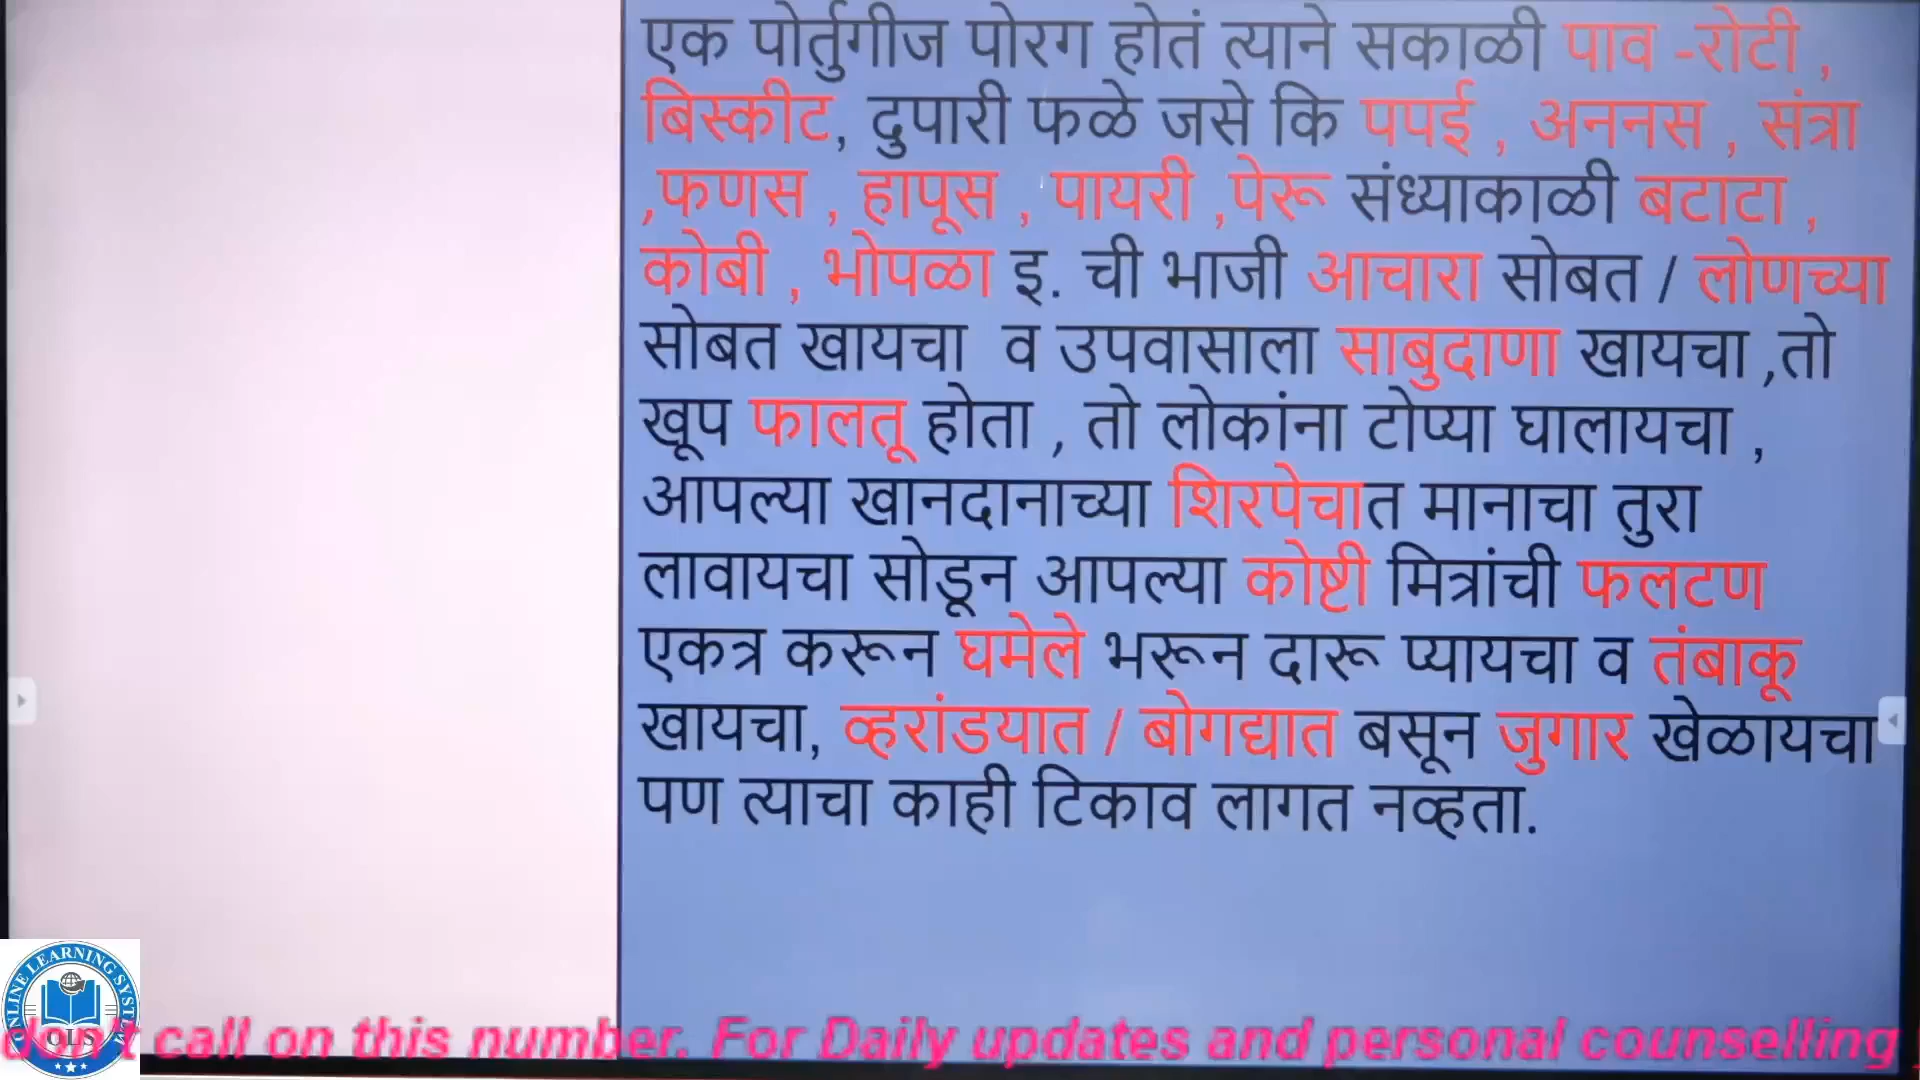 एक पोर्तुगीज पोरग होतं त्याने सकाळी पाव -रोटी ,
बिस्कीट, दुपारी फळे जसे कि पपई , अननस , संत्रा
,फणस , हापूस , पायरी ,पेरू संध्याकाळी बटाटा ,
कोबी , भोपळा इ. ची भाजी आचारा सोबत / लोणच्या
सोबत खायचा व उपवासाला साबुदाणा खायचा ,तो
खूप फालतू होता , तो लोकांना टोप्या घालायचा ,
आपल्या खानदानाच्या शिरपेचात मानाचा तुरा
लावायचा सोडून आपल्या कोष्टी मित्रांची फलटण
एकत्र करून घमेले भरून दारू प्यायचा व तंबाकू
खायचा, व्हरांडयात / बोगद्यात बसून जुगार खेळायचा
पण त्याचा काही टिकाव लागत नव्हता.
ONLINE LEARNING SYSTEM
OLS
don't call on this number. For Daily updates and personal counselling